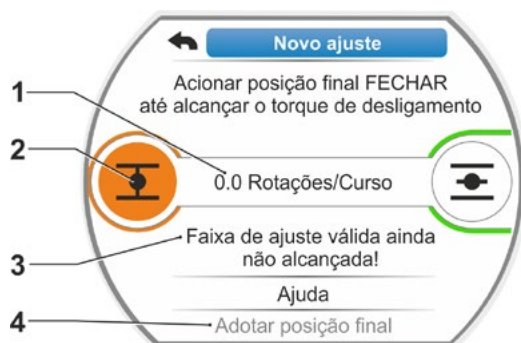 Novo ajuste
Acionar posição final FECHAR
até alcançar o torque de desligamento
1
2
0.0 Rotações/Curso
3
Faixa de ajuste válida ainda
não alcançada!
Ajuda
4
Adotar posição final